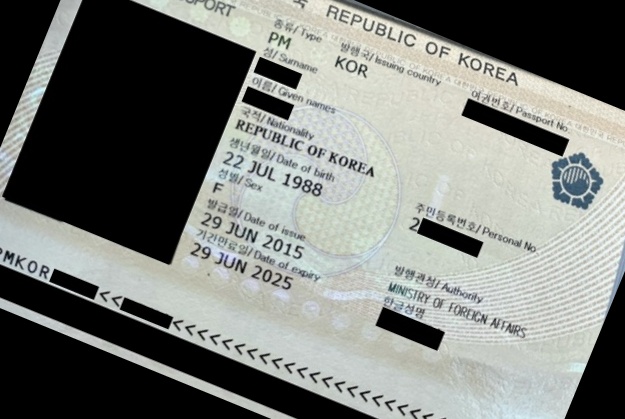 REPUBLIC OF KOREA
종류/ Type
발행국/ Issuing country
여권번호/ Passport No.
PM
KOR
성/ Surname
이름/ Given names
국적/ Nationality
REPUBLIC OF KOREA
생년월일/ Date of birth
22 JUL 1988
성별/ Sex
주민등록번호/ Personal No.
F
2
발급일/ Date of issue
발행관청/ Authority
29 JUN 2015
MINISTRY OF FOREIGN AFFAIRS
기간만료일/ Date of expiry
한글성명
29 JUN 2025
PMKOR <<
<<<<<<<<<<<<<<<<<<<<<<<<<